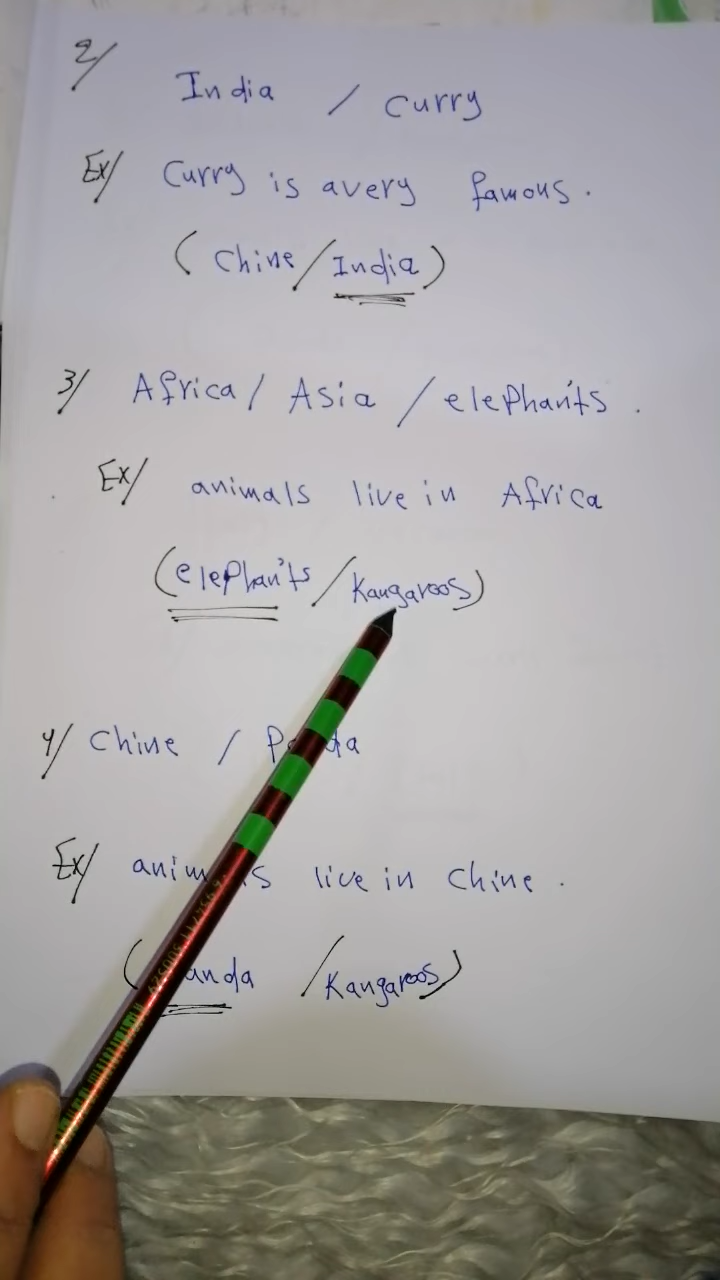 2/
India / Curry
Ex/ Curry is avery famous.
(Chine/India)
3/ Africa/ Asia /elephants.
Ex/ animals live in Africa
(elephants/Kangaroos)
4/ Chine /
Ex/ live in Chine.
/Kangaroos)